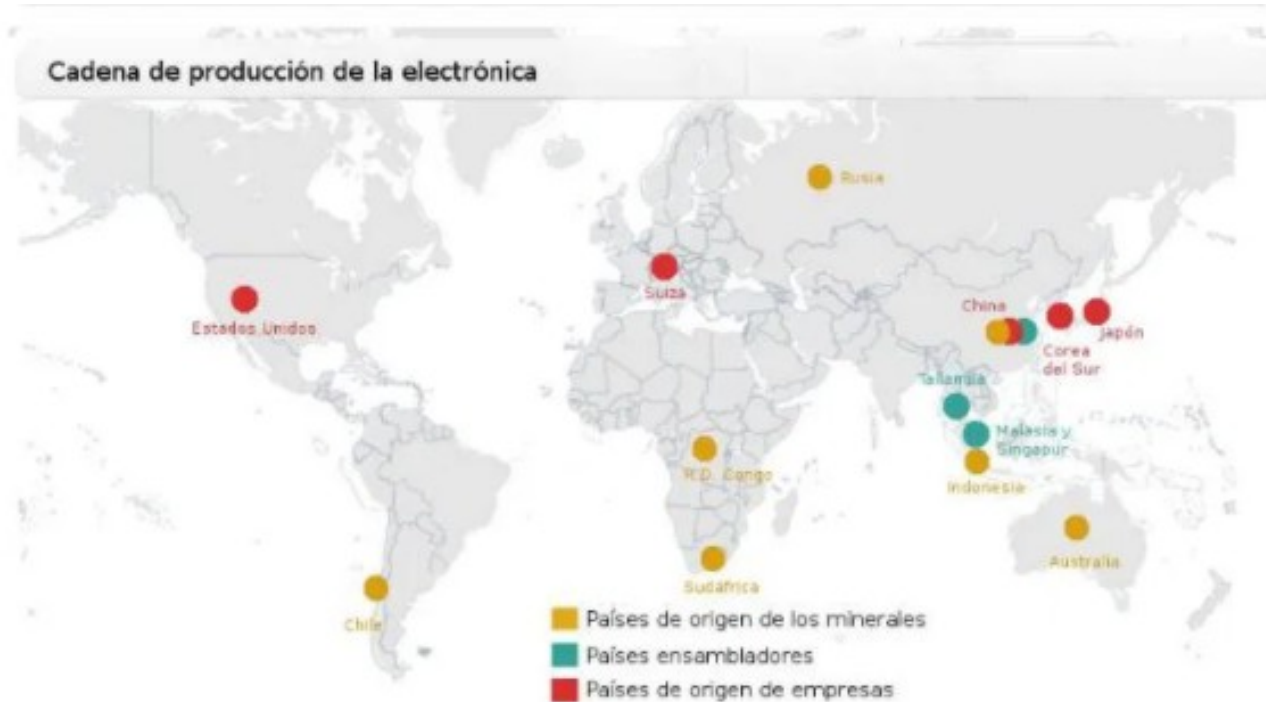 Cadena de producción de la electrónica
Rusia
Suiza
Estados Unidos
China
Japón
Corea
del Sur
Tailandia
Malasia y
Singapur
R.D. Congo
Indonesia
Australia
Sudáfrica
Chile
Países de origen de los minerales
Países ensambladores
Países de origen de empresas